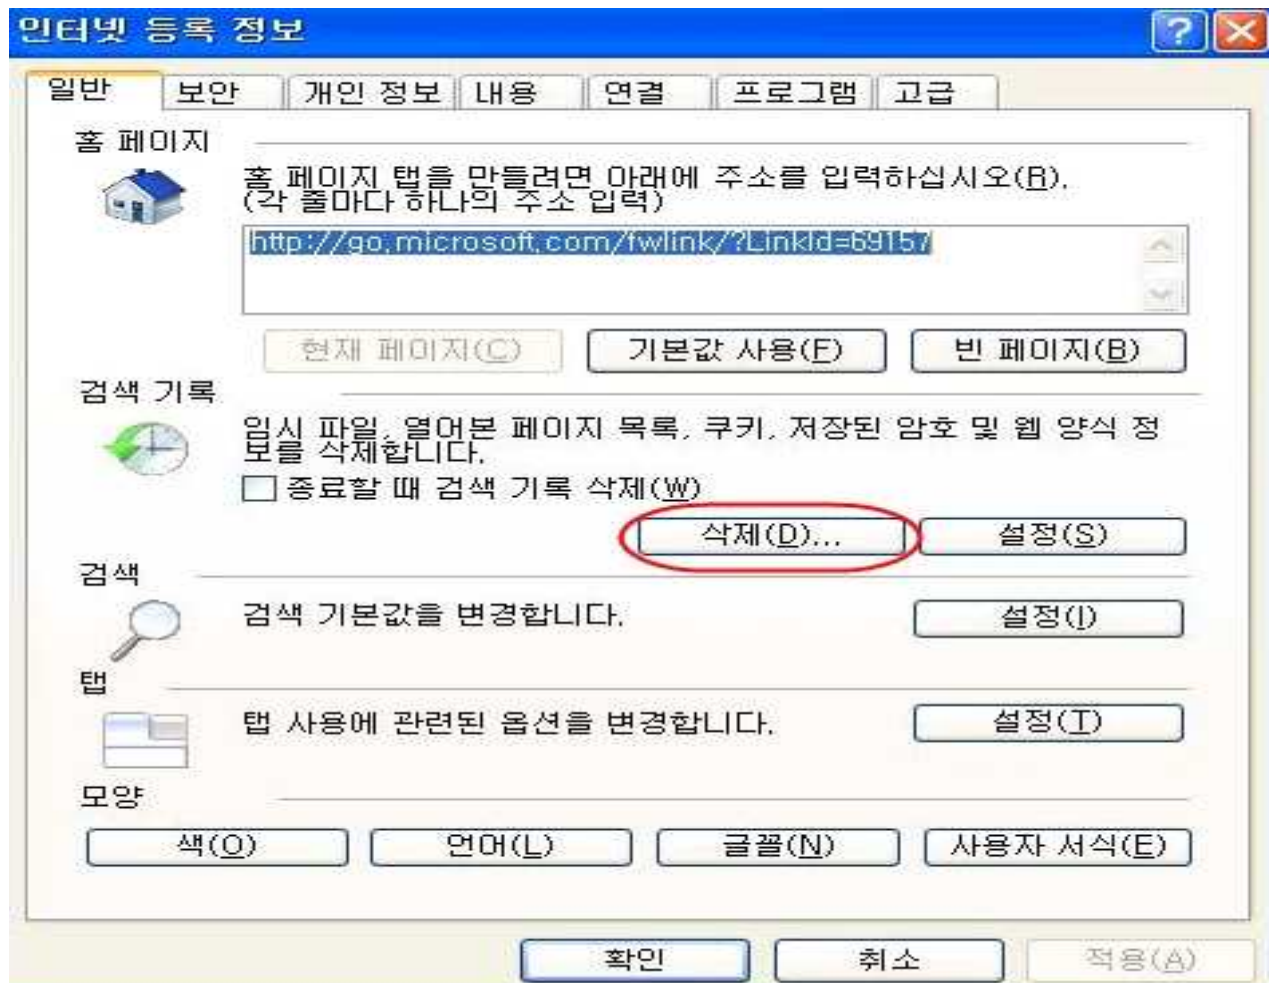 인터넷 등록 정보
일반 보안 개인 정보 내용 연결 프로그램 고급
홈 페이지
홈 페이지 탭을 만들려면 아래에 주소를 입력하십시오(R).
(각 줄마다 하나의 주소 입력)
http://go.microsoft.com/fwlink/?LinkId=69157
현재 페이지(C) 기본값 사용(F) 빈 페이지(B)
검색 기록
임시 파일, 열어본 페이지 목록, 쿠키, 저장된 암호 및 웹 양식 정
보를 삭제합니다.
종료할 때 검색 기록 삭제(W)
삭제(D)... 설정(S)
검색
검색 기본값을 변경합니다. 설정(I)
탭
탭 사용에 관련된 옵션을 변경합니다. 설정(T)
모양
색(O) 언어(L) 글꼴(N) 사용자 서식(E)
확인 취소 적용(A)